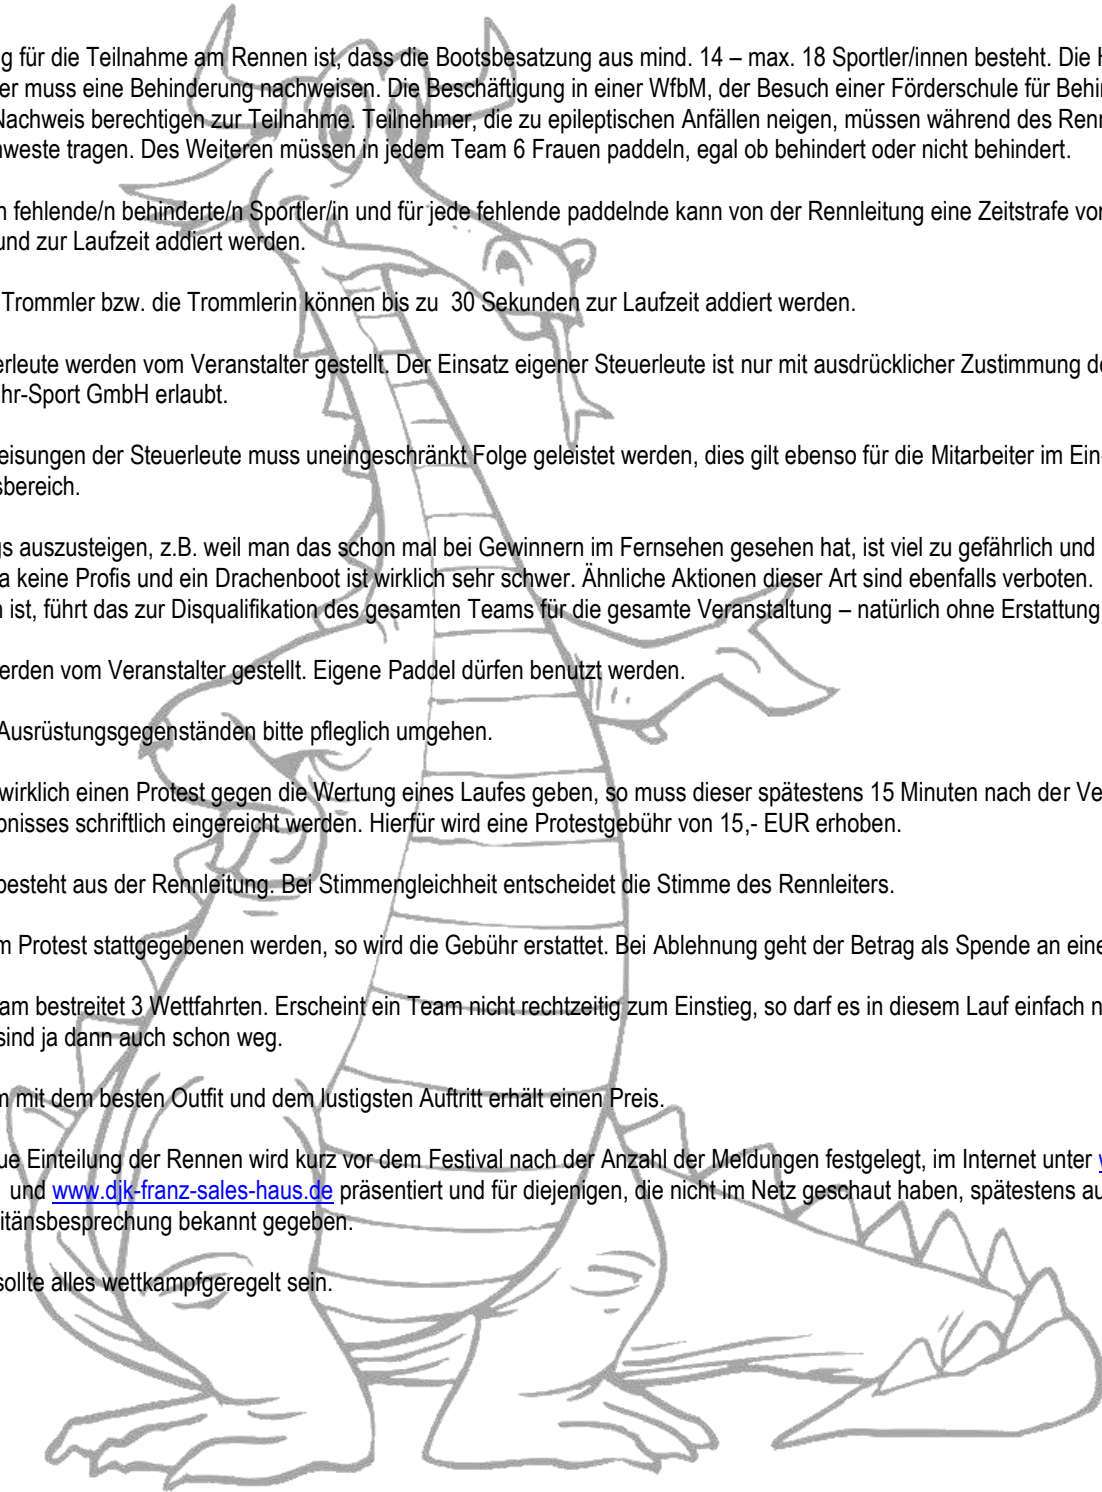 g für die Teilnahme am Rennen ist, dass die Bootsbesatzung aus mind. 14 – max. 18 Sportler/innen besteht. Die H
er muss eine Behinderung nachweisen. Die Beschäftigung in einer WfbM, der Besuch einer Förderschule für Behin
Nachweis berechtigen zur Teilnahme. Teilnehmer, die zu epileptischen Anfällen neigen, müssen während des Renn
mweste tragen. Des Weiteren müssen in jedem Team 6 Frauen paddeln, egal ob behindert oder nicht behindert.
n fehlende/n behinderte/n Sportler/in und für jede fehlende paddelnde kann von der Rennleitung eine Zeitstrafe vor
und zur Laufzeit addiert werden.
Trommler bzw. die Trommlerin können bis zu 30 Sekunden zur Laufzeit addiert werden.
erleute werden vom Veranstalter gestellt. Der Einsatz eigener Steuerleute ist nur mit ausdrücklicher Zustimmung de
hr-Sport GmbH erlaubt.
eisungen der Steuerleute muss uneingeschränkt Folge geleistet werden, dies gilt ebenso für die Mitarbeiter im Ein-
sbereich.
gs auszusteigen, z.B. weil man das schon mal bei Gewinnern im Fernsehen gesehen hat, ist viel zu gefährlich und
a keine Profis und ein Drachenboot ist wirklich sehr schwer. Ähnliche Aktionen dieser Art sind ebenfalls verboten.
n ist, führt das zur Disqualifikation des gesamten Teams für die gesamte Veranstaltung – natürlich ohne Erstattung
erden vom Veranstalter gestellt. Eigene Paddel dürfen benutzt werden.
Ausrüstungsgegenständen bitte pfleglich umgehen.
wirklich einen Protest gegen die Wertung eines Laufes geben, so muss dieser spätestens 15 Minuten nach der Ve
bnisses schriftlich eingereicht werden. Hierfür wird eine Protestgebühr von 15,- EUR erhoben.
besteht aus der Rennleitung. Bei Stimmengleichheit entscheidet die Stimme des Rennleiters.
m Protest stattgegebenen werden, so wird die Gebühr erstattet. Bei Ablehnung geht der Betrag als Spende an eine
am bestreitet 3 Wettfahrten. Erscheint ein Team nicht rechtzeitig zum Einstieg, so darf es in diesem Lauf einfach n
sind ja dann auch schon weg.
m mit dem besten Outfit und dem lustigsten Auftritt erhält einen Preis.
ue Einteilung der Rennen wird kurz vor dem Festival nach der Anzahl der Meldungen festgelegt, im Internet unter
und www.djk-franz-sales-haus.de präsentiert und für diejenigen, die nicht im Netz geschaut haben, spätestens au
itänsbesprechung bekannt gegeben.
sollte alles wettkampfgeregelt sein.